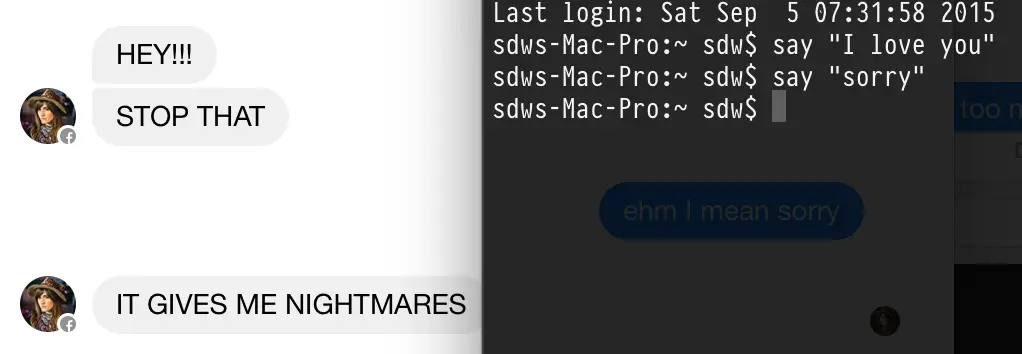 HEY!!!
STOP THAT
IT GIVES ME NIGHTMARES
Last login: Sat Sep  5 07:31:58 2015
sdws-Mac-Pro:~ sdw$ say "I love you"
sdws-Mac-Pro:~ sdw$ say "sorry"
sdws-Mac-Pro:~ sdw$
too
ehm I mean sorry